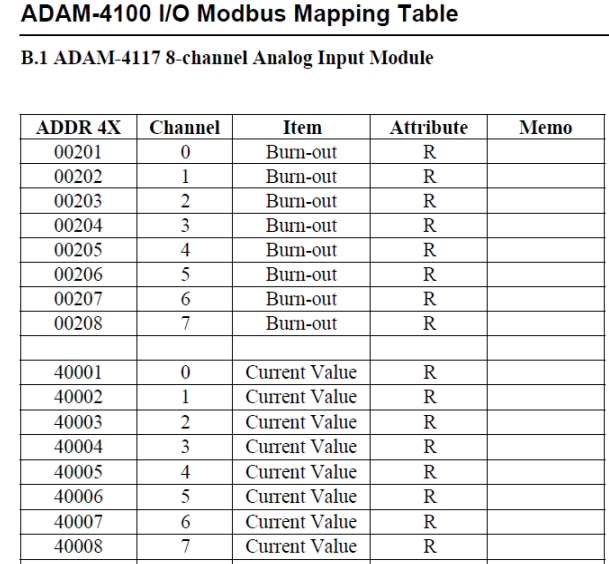 ADAM-4100 I/O Modbus Mapping Table
B.1 ADAM-4117 8-channel Analog Input Module
ADDR 4X Channel Item Attribute Memo
00201 0 Burn-out R
00202 1 Burn-out R
00203 2 Burn-out R
00204 3 Burn-out R
00205 4 Burn-out R
00206 5 Burn-out R
00207 6 Burn-out R
00208 7 Burn-out R
40001 0 Current Value R
40002 1 Current Value R
40003 2 Current Value R
40004 3 Current Value R
40005 4 Current Value R
40006 5 Current Value R
40007 6 Current Value R
40008 7 Current Value R